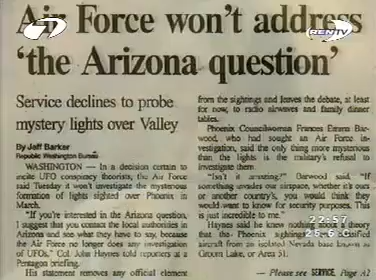 REN TV
Air Force won't address
'the Arizona question'
Service declines to probe
mystery lights over Valley
By Jeff Barker
Republic Washington Bureau
WASHINGTON — In a decision certain to
incite UFO conspiracy theorists, the Air Force
said Tuesday it won't investigate the mysterious
formation of lights sighted over Phoenix in
March.
"If you're interested in the Arizona question,
I suggest that you contact the local authorities in
Arizona and see what they have to say, because
the Air Force no longer does any investigation
of UFOs," Col. John Haynes told reporters at a
Pentagon briefing.
His statement removes any official element
from the sightings and leaves the debate, at least
for now, to radio airwaves and family dinner
tables.
Phoenix Councilwoman Frances Emma Bar-
wood, who had sought an Air Force in-
vestigation, said the only thing more mysterious
than the lights is the military's refusal to
investigate them.
"Isn't it amazing?" Barwood said. "If
something invades our airspace, whether it's ours
or another country's, you would think they
would want to know for security purposes. This
is just incredible to me."
Haynes said he knew nothing about a theory
that the Phoenix sightings classified
aircraft from an isolated Nevada base known as
Groom Lake, or Area 51.
— Please see SERVICE, Page A2
22:57